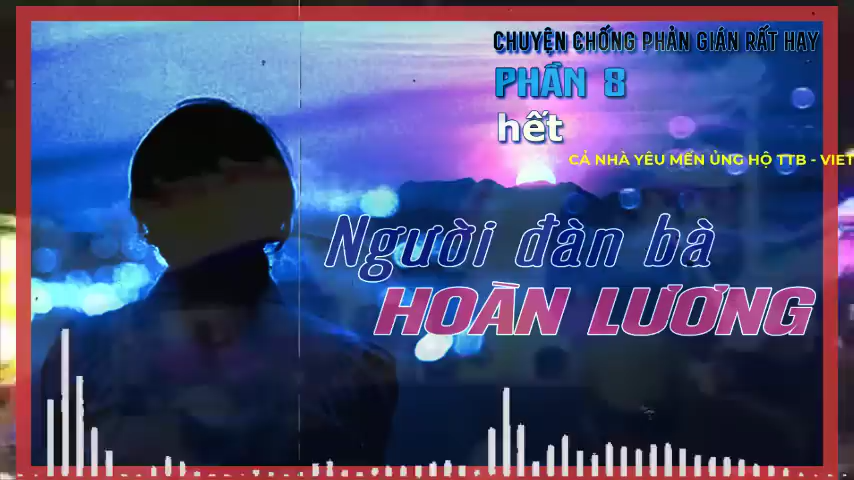 CHUYỆN CHỐNG PHẢN GIÁN RẤT HAY
PHẦN 8
hết
CẢ NHÀ YÊU MẾN ỦNG HỘ TTB - VIET
Người đàn bà
HOÀN LƯƠNG